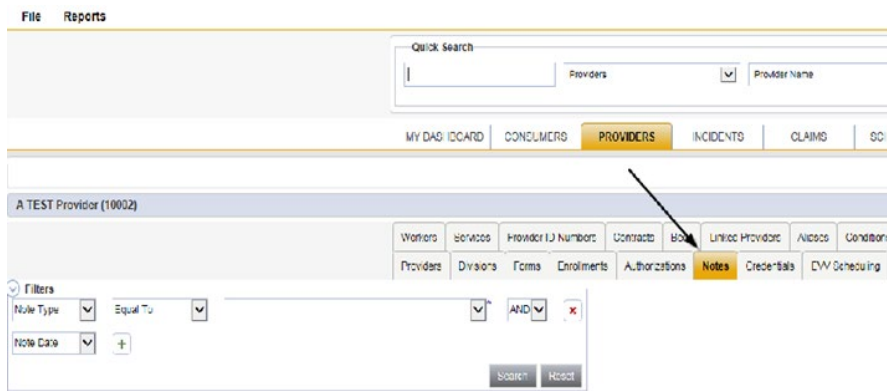 File Reports
Quick Search
Providers Provider Name
MY DASHBOARD CONSUMERS PROVIDERS INCIDENTS CLAIMS SC
A TEST Provider (10002)
Workers Services Provider ID Numbers Contracts Linked Providers Aliases Condition
Providers Divisions Forms Enrollments Authorizations Notes Credentials EVV Scheduling
Filters
Note Type Equal To AND x
Note Date +
Search Reset